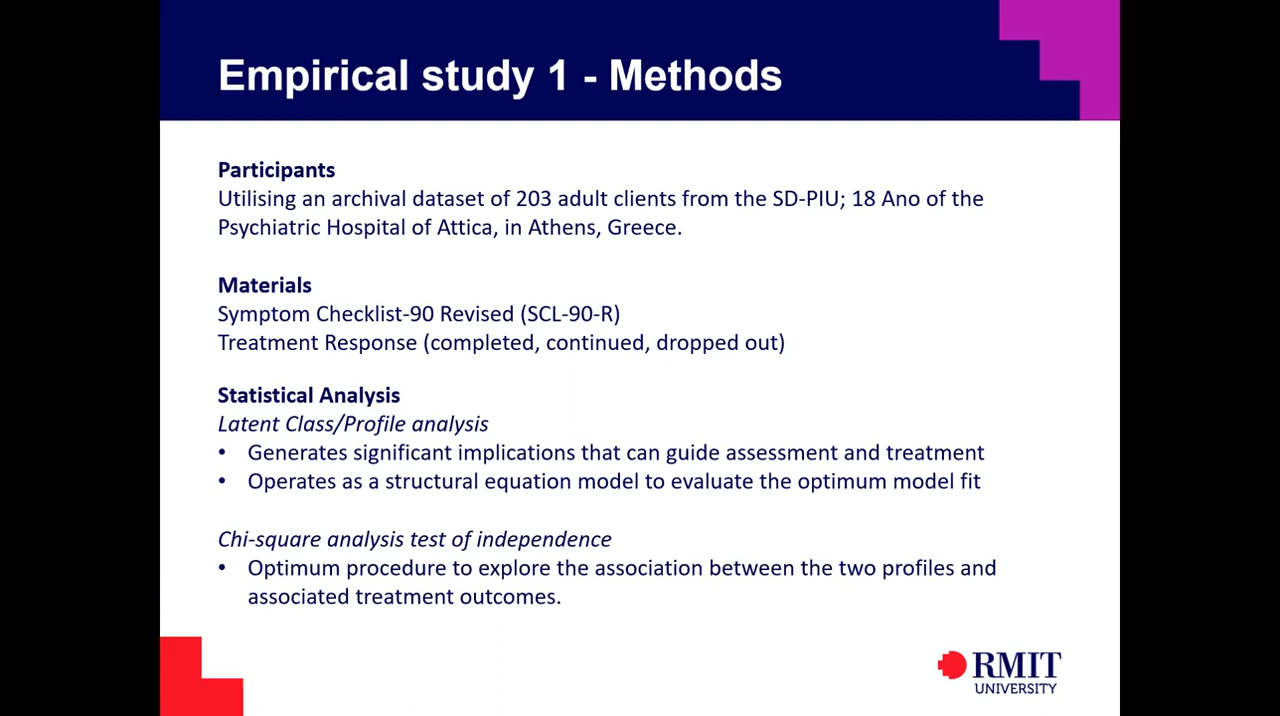 Empirical study 1 - Methods
Participants
Utilising an archival dataset of 203 adult clients from the SD-PIU; 18 Ano of the
Psychiatric Hospital of Attica, in Athens, Greece.
Materials
Symptom Checklist-90 Revised (SCL-90-R)
Treatment Response (completed, continued, dropped out)
Statistical Analysis
Latent Class/Profile analysis
• Generates significant implications that can guide assessment and treatment
• Operates as a structural equation model to evaluate the optimum model fit
Chi-square analysis test of independence
• Optimum procedure to explore the association between the two profiles and
associated treatment outcomes.
RMIT
UNIVERSITY